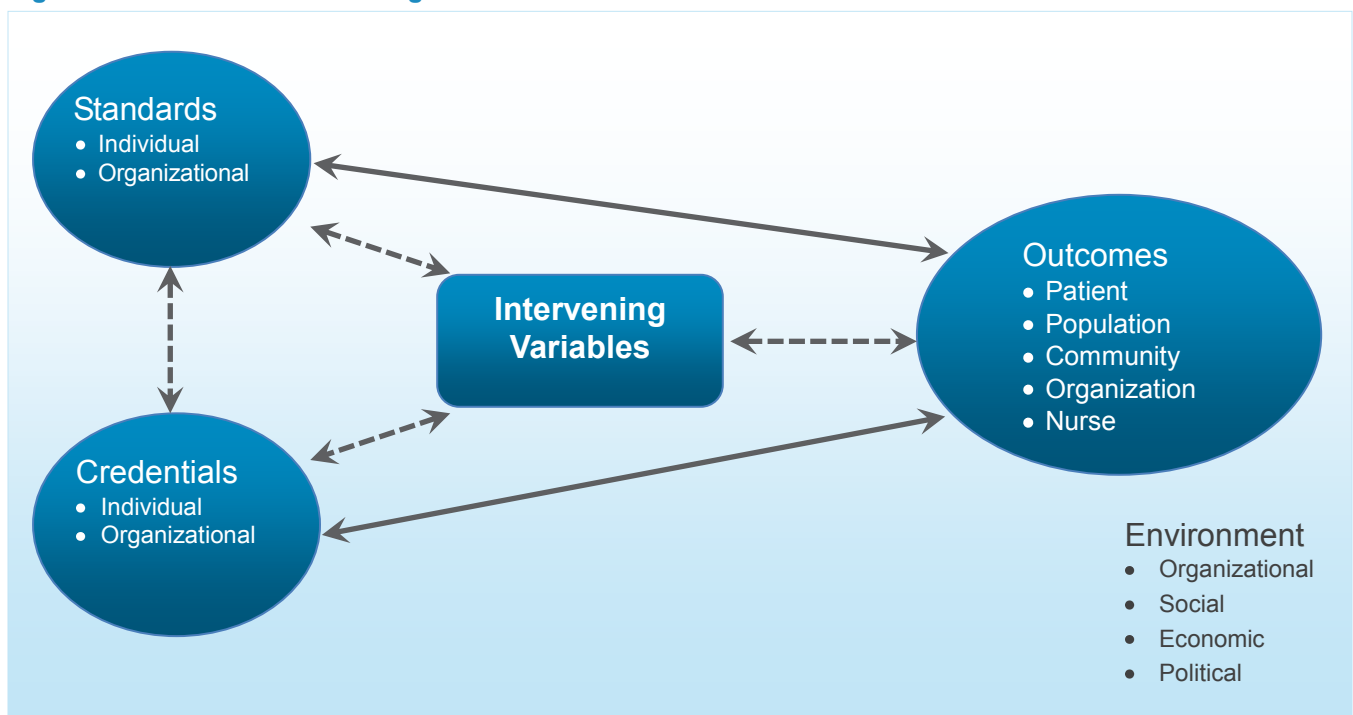 Standards
• Individual
• Organizational
Intervening
Variables
Outcomes
• Patient
• Population
• Community
• Organization
• Nurse
Credentials
• Individual
• Organizational
Environment
• Organizational
• Social
• Economic
• Political